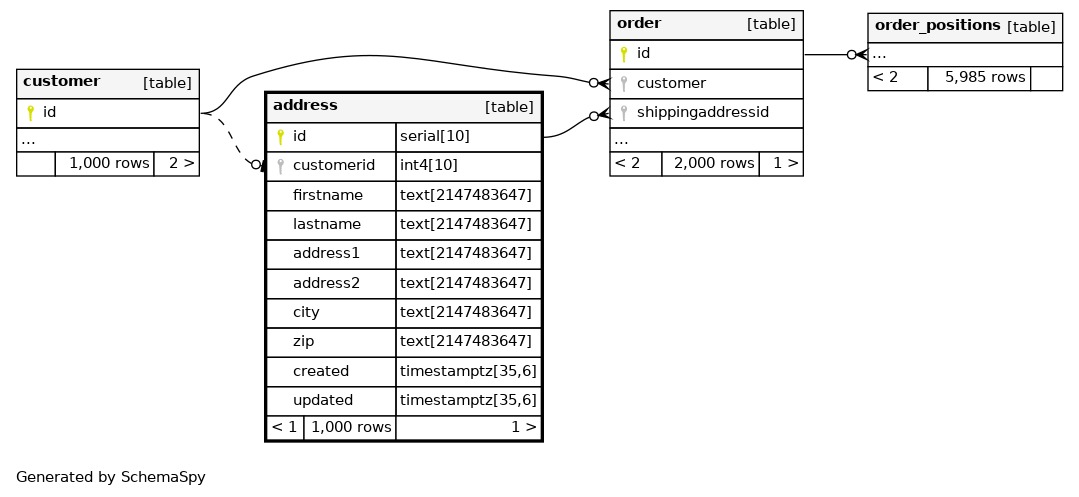 customer [table]
id
...
1,000 rows 2 >
address [table]
id serial[10]
customerid int4[10]
firstname text[2147483647]
lastname text[2147483647]
address1 text[2147483647]
address2 text[2147483647]
city text[2147483647]
zip text[2147483647]
created timestamptz[35,6]
updated timestamptz[35,6]
< 1 1,000 rows 1 >
order [table]
id
customer
shippingaddressid
...
< 2 2,000 rows 1 >
order_positions [table]
...
< 2 5,985 rows
Generated by SchemaSpy